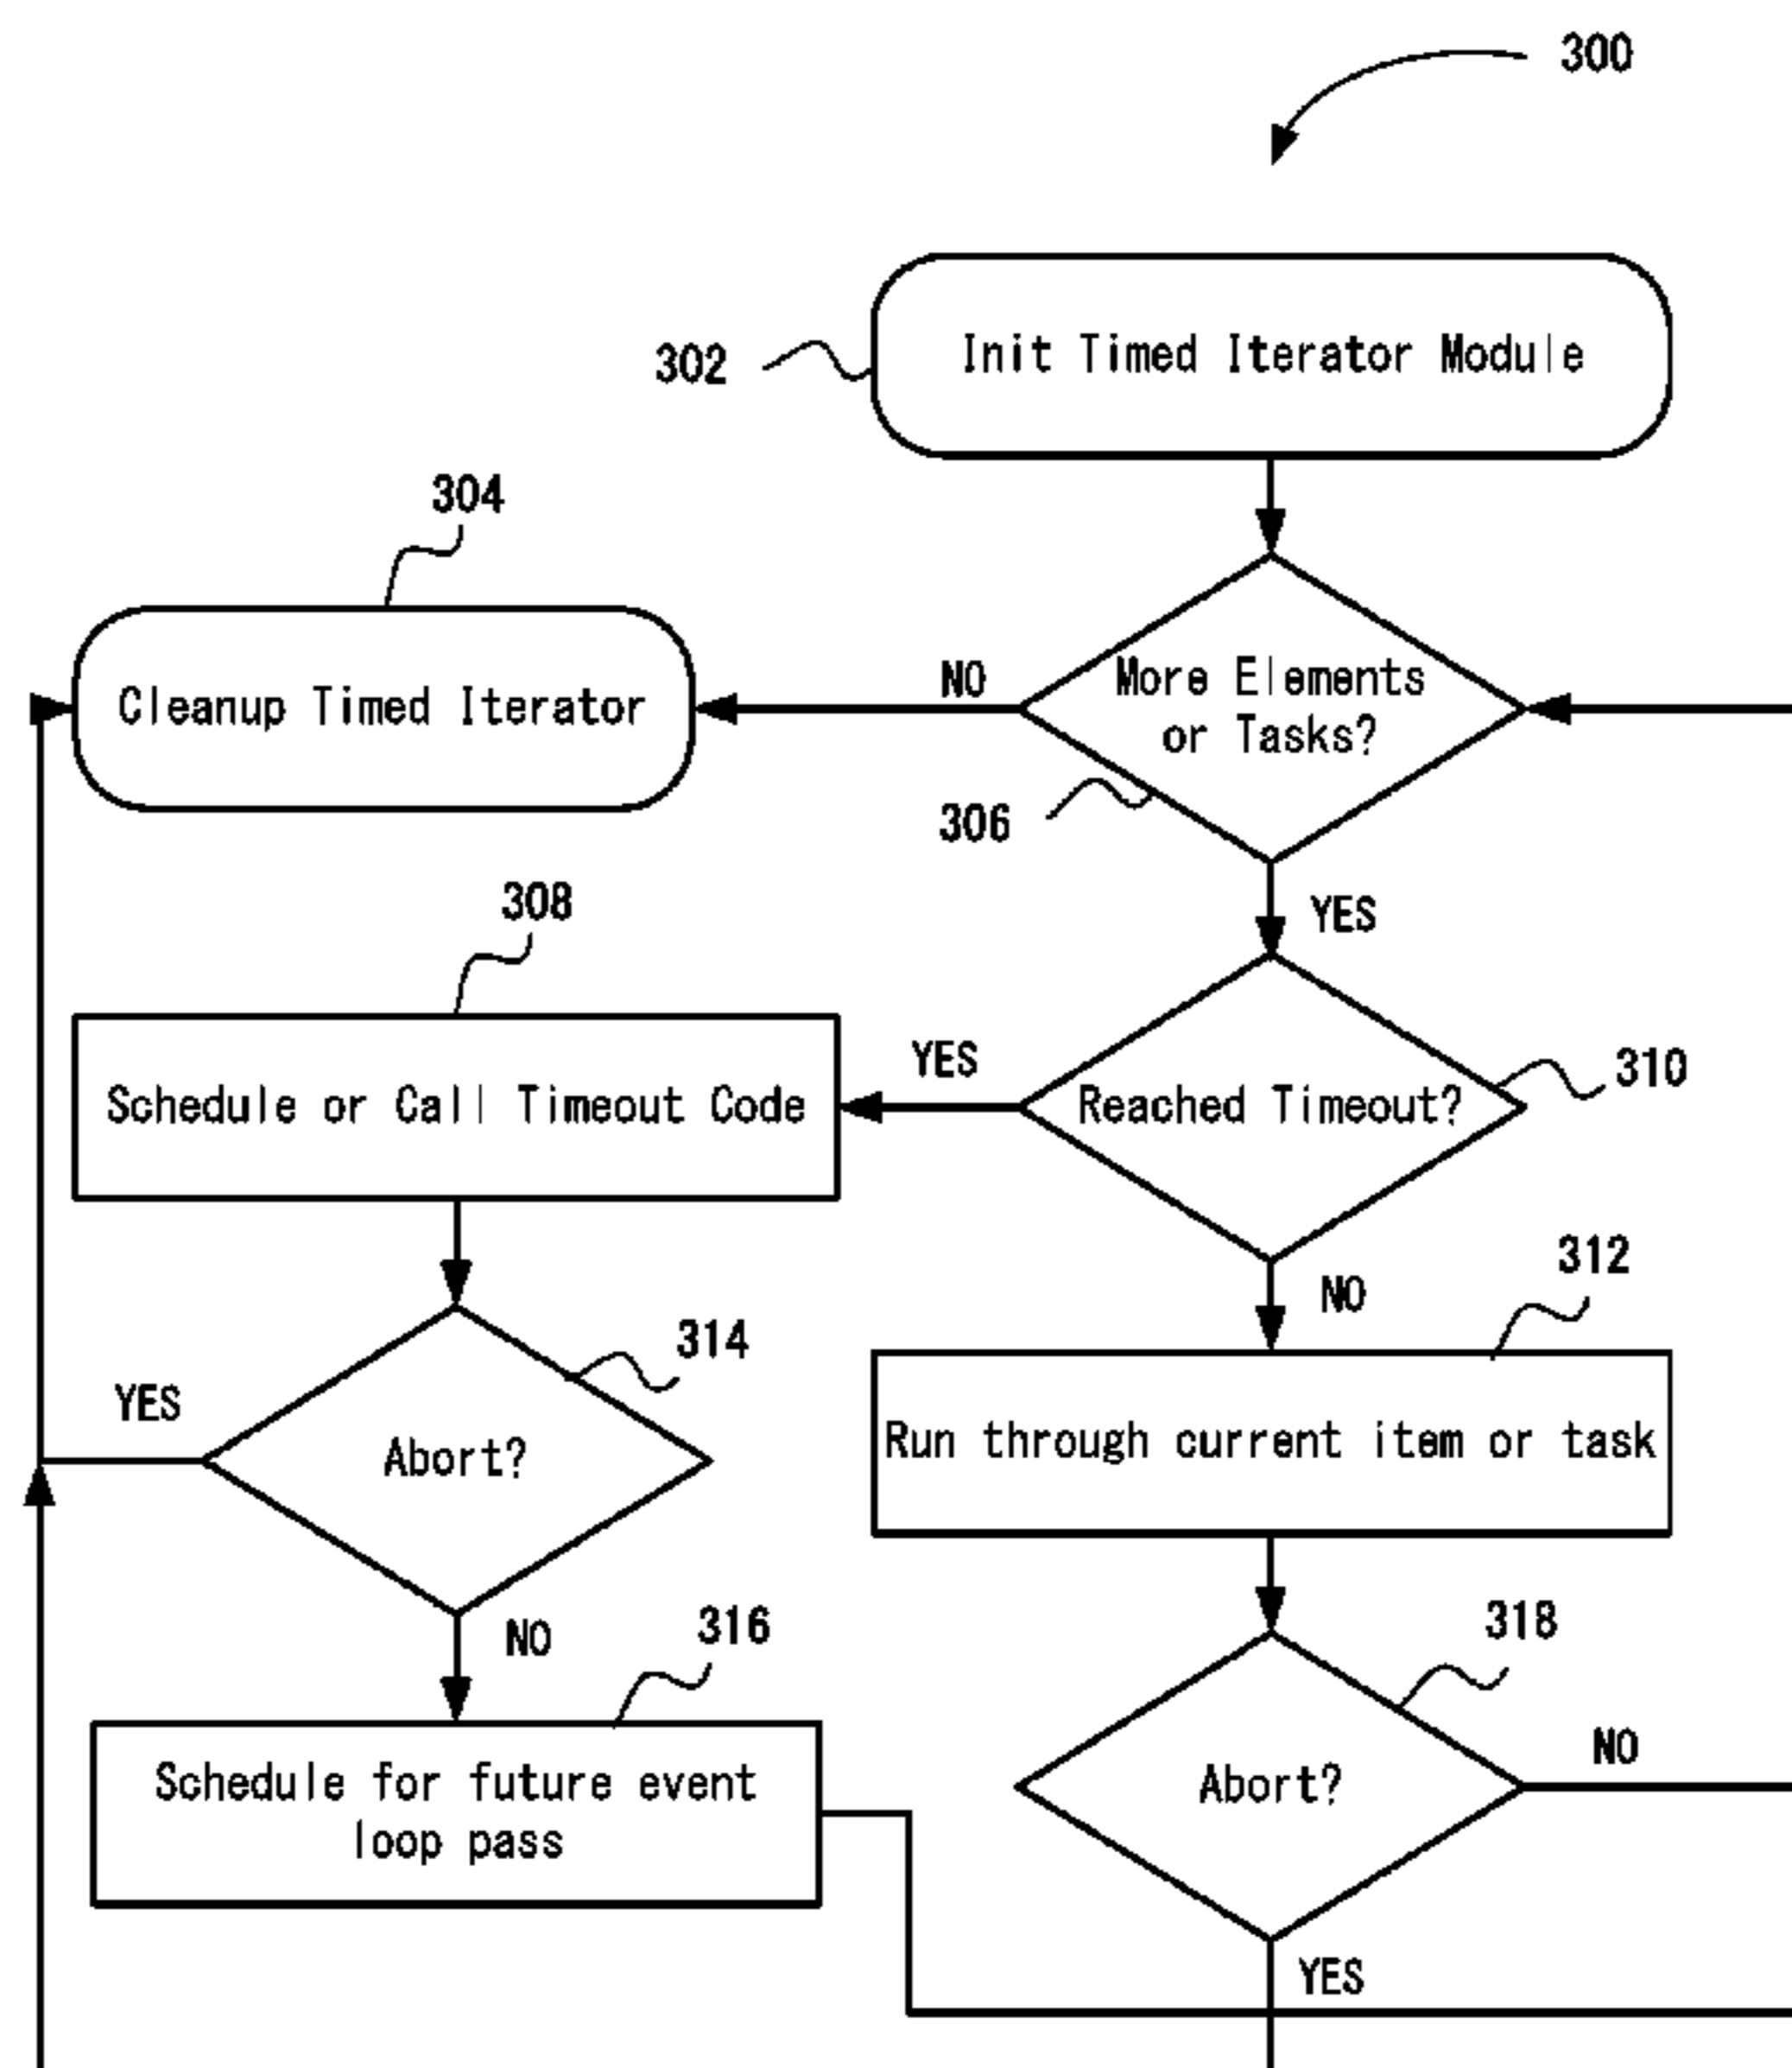 300
Init Timed Iterator Module
302
304
Cleanup Timed Iterator
NO
More Elements
or Tasks?
306
YES
308
Schedule or Call Timeout Code
YES
Reached Timeout?
310
NO
312
Run through current item or task
314
YES
Abort?
NO
316
Schedule for future event
loop pass
318
Abort?
NO
YES